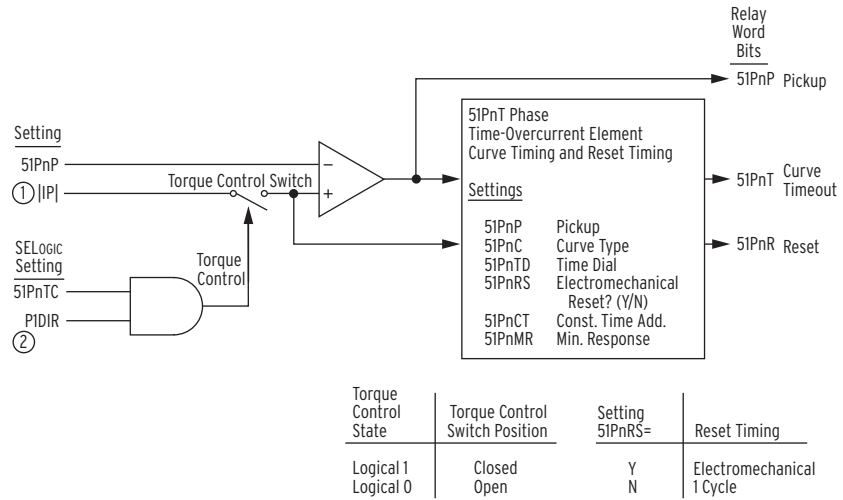 Relay
Word
Bits
51PnP Pickup
Setting
51PnP
① |IP|
Torque Control Switch
−
+
SELOGIC
Setting
51PnTC
P1DIR
②
Torque
Control
51PnT Phase
Time-Overcurrent Element
Curve Timing and Reset Timing
Settings
51PnP Pickup
51PnC Curve Type
51PnTD Time Dial
51PnRS Electromechanical
Reset? (Y/N)
51PnCT Const. Time Add.
51PnMR Min. Response
51PnT Curve
Timeout
51PnR Reset
Torque
Control
State
Torque Control
Switch Position
Logical 1 Closed
Logical 0 Open
Setting
51PnRS=
Reset Timing
Y Electromechanical
N 1 Cycle